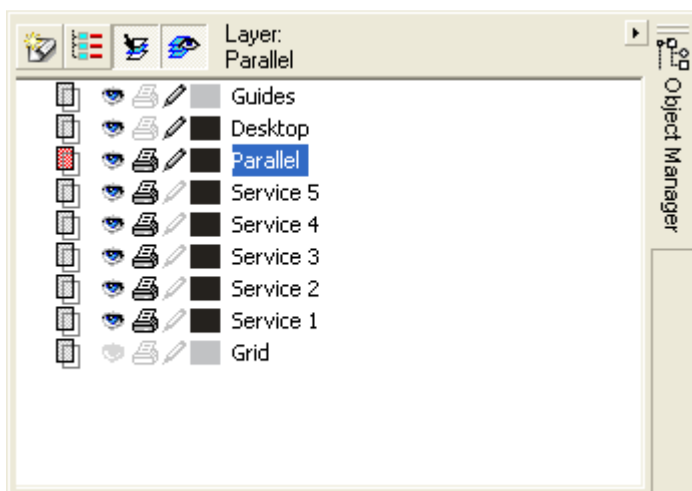 Layer:
Parallel
Guides
Desktop
Parallel
Service 5
Service 4
Service 3
Service 2
Service 1
Grid
Object Manager